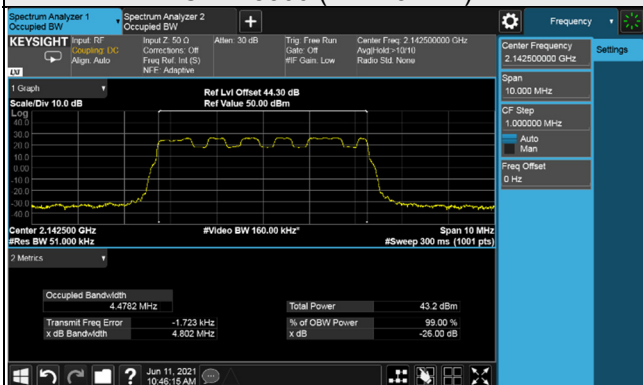 Spectrum Analyzer 1
Occupied BW
Spectrum Analyzer 2
Occupied BW
+
Frequency
KEYSIGHT
Input: RF
Coupling: DC
Align: Auto
Input Z: 50 Ω
Corrections: Off
Freq Ref: Int (S)
NFE: Adaptive
Atten: 30 dB
Trig: Free Run
Gate: Off
#IF Gain: Low
Center Freq: 2.142500000 GHz
Avg|Hold:>10/10
Radio Std: None
LXI
Center Frequency
2.142500000 GHz
Settings
Span
10.000 MHz
CF Step
1.000000 MHz
Auto
Man
Freq Offset
0 Hz
1 Graph
Scale/Div 10.0 dB
Ref Lvl Offset 44.30 dB
Ref Value 50.00 dBm
Log
40.0
30.0
20.0
10.0
0.00
-10.0
-20.0
-30.0
-40.0
Center 2.142500 GHz
#Res BW 51.000 kHz
#Video BW 160.00 kHz*
Span 10 MHz
#Sweep 300 ms (1001 pts)
2 Metrics
Occupied Bandwidth
4.4782 MHz
Total Power 43.2 dBm
Transmit Freq Error -1.723 kHz
% of OBW Power 99.00 %
x dB Bandwidth 4.802 MHz
x dB -26.00 dB
?
Jun 11, 2021
10:46:15 AM